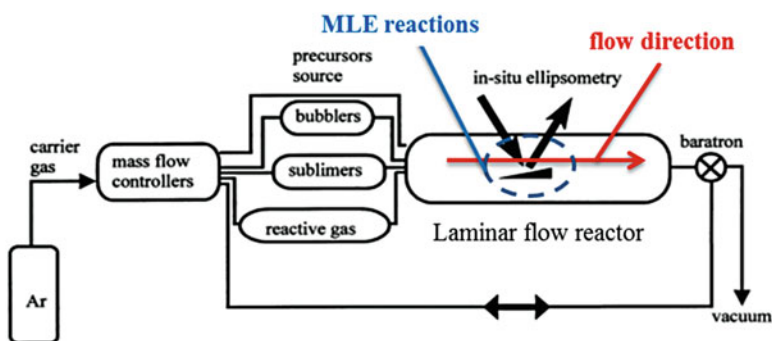 MLE reactions
flow direction
precursors
source
in-situ ellipsometry
bubblers
carrier
gas
mass flow
controllers
sublimers
baratron
reactive gas
Laminar flow reactor
Ar
vacuum